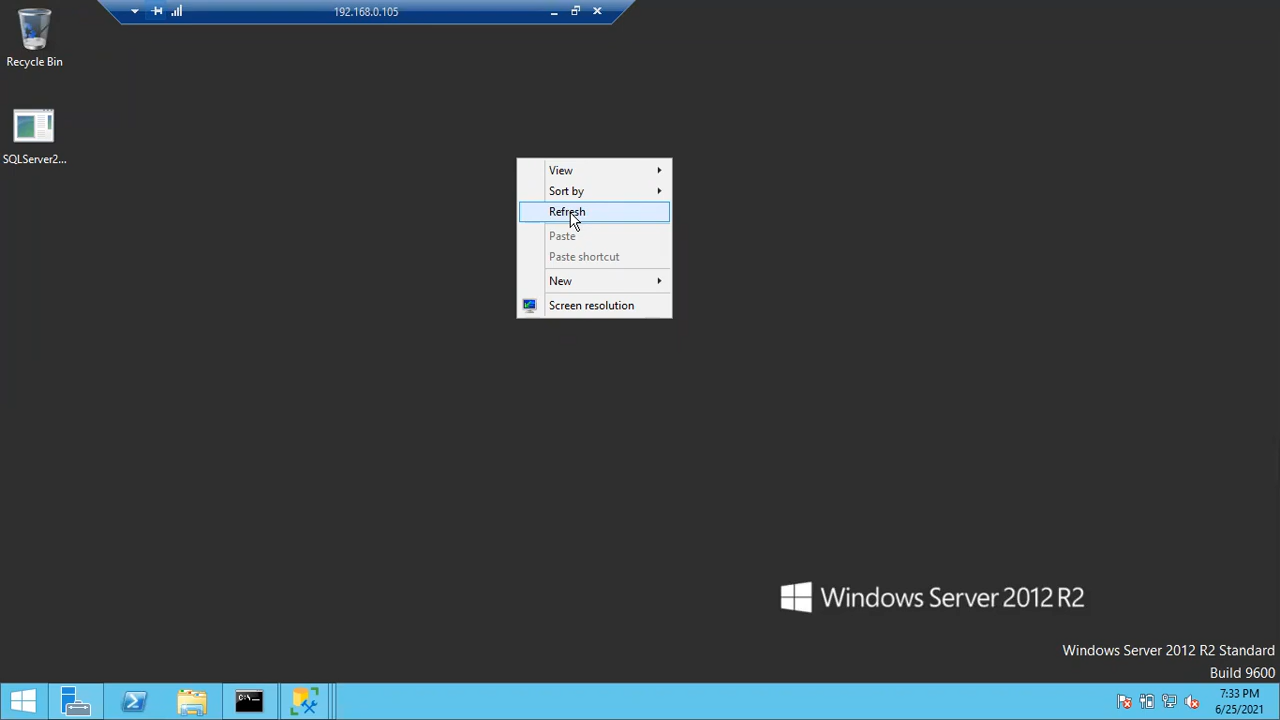 192.168.0.105
Recycle Bin
SQLServer2...
View
Sort by
Refresh
Paste
Paste shortcut
New
Screen resolution
Windows Server 2012 R2
Windows Server 2012 R2 Standard
Build 9600
C:\
7:33 PM
6/25/2021